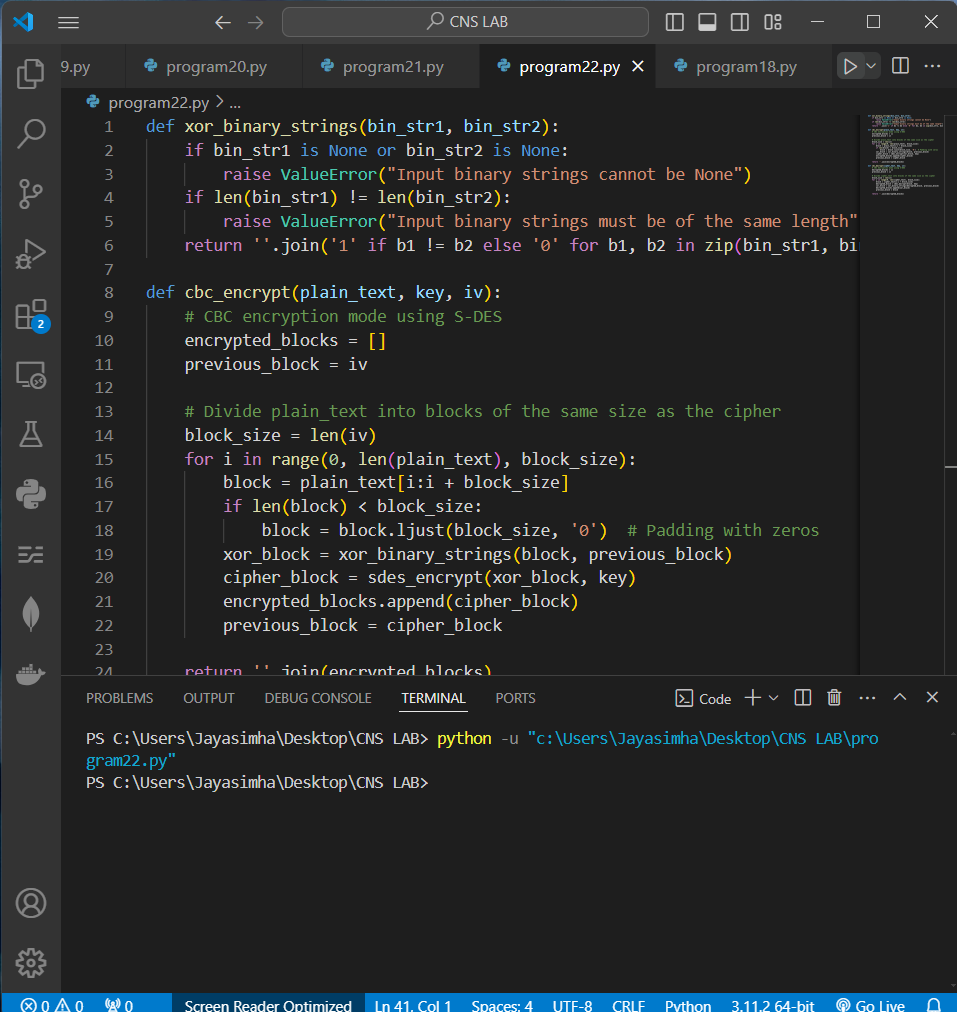 CNS LAB
9.py program20.py program21.py program22.py program18.py
program22.py > ...
1 def xor_binary_strings(bin_str1, bin_str2):
2 if bin_str1 is None or bin_str2 is None:
3 raise ValueError("Input binary strings cannot be None")
4 if len(bin_str1) != len(bin_str2):
5 raise ValueError("Input binary strings must be of the same length"
6 return ''.join('1' if b1 != b2 else '0' for b1, b2 in zip(bin_str1, bi
7
8 def cbc_encrypt(plain_text, key, iv):
9 # CBC encryption mode using S-DES
10 encrypted_blocks = []
11 previous_block = iv
12
13 # Divide plain_text into blocks of the same size as the cipher
14 block_size = len(iv)
15 for i in range(0, len(plain_text), block_size):
16 block = plain_text[i:i + block_size]
17 if len(block) < block_size:
18 block = block.ljust(block_size, '0') # Padding with zeros
19 xor_block = xor_binary_strings(block, previous_block)
20 cipher_block = sdes_encrypt(xor_block, key)
21 encrypted_blocks.append(cipher_block)
22 previous_block = cipher_block
23
24 return ''.join(encrypted_blocks)
2
PROBLEMS OUTPUT DEBUG CONSOLE TERMINAL PORTS Code
PS C:\Users\Jayasimha\Desktop\CNS LAB> python -u "c:\Users\Jayasimha\Desktop\CNS LAB\pro
gram22.py"
PS C:\Users\Jayasimha\Desktop\CNS LAB>
0 0 0 Screen Reader Optimized Ln 41, Col 1 Spaces: 4 UTF-8 CRLF Python 3.11.2 64-bit Go Live